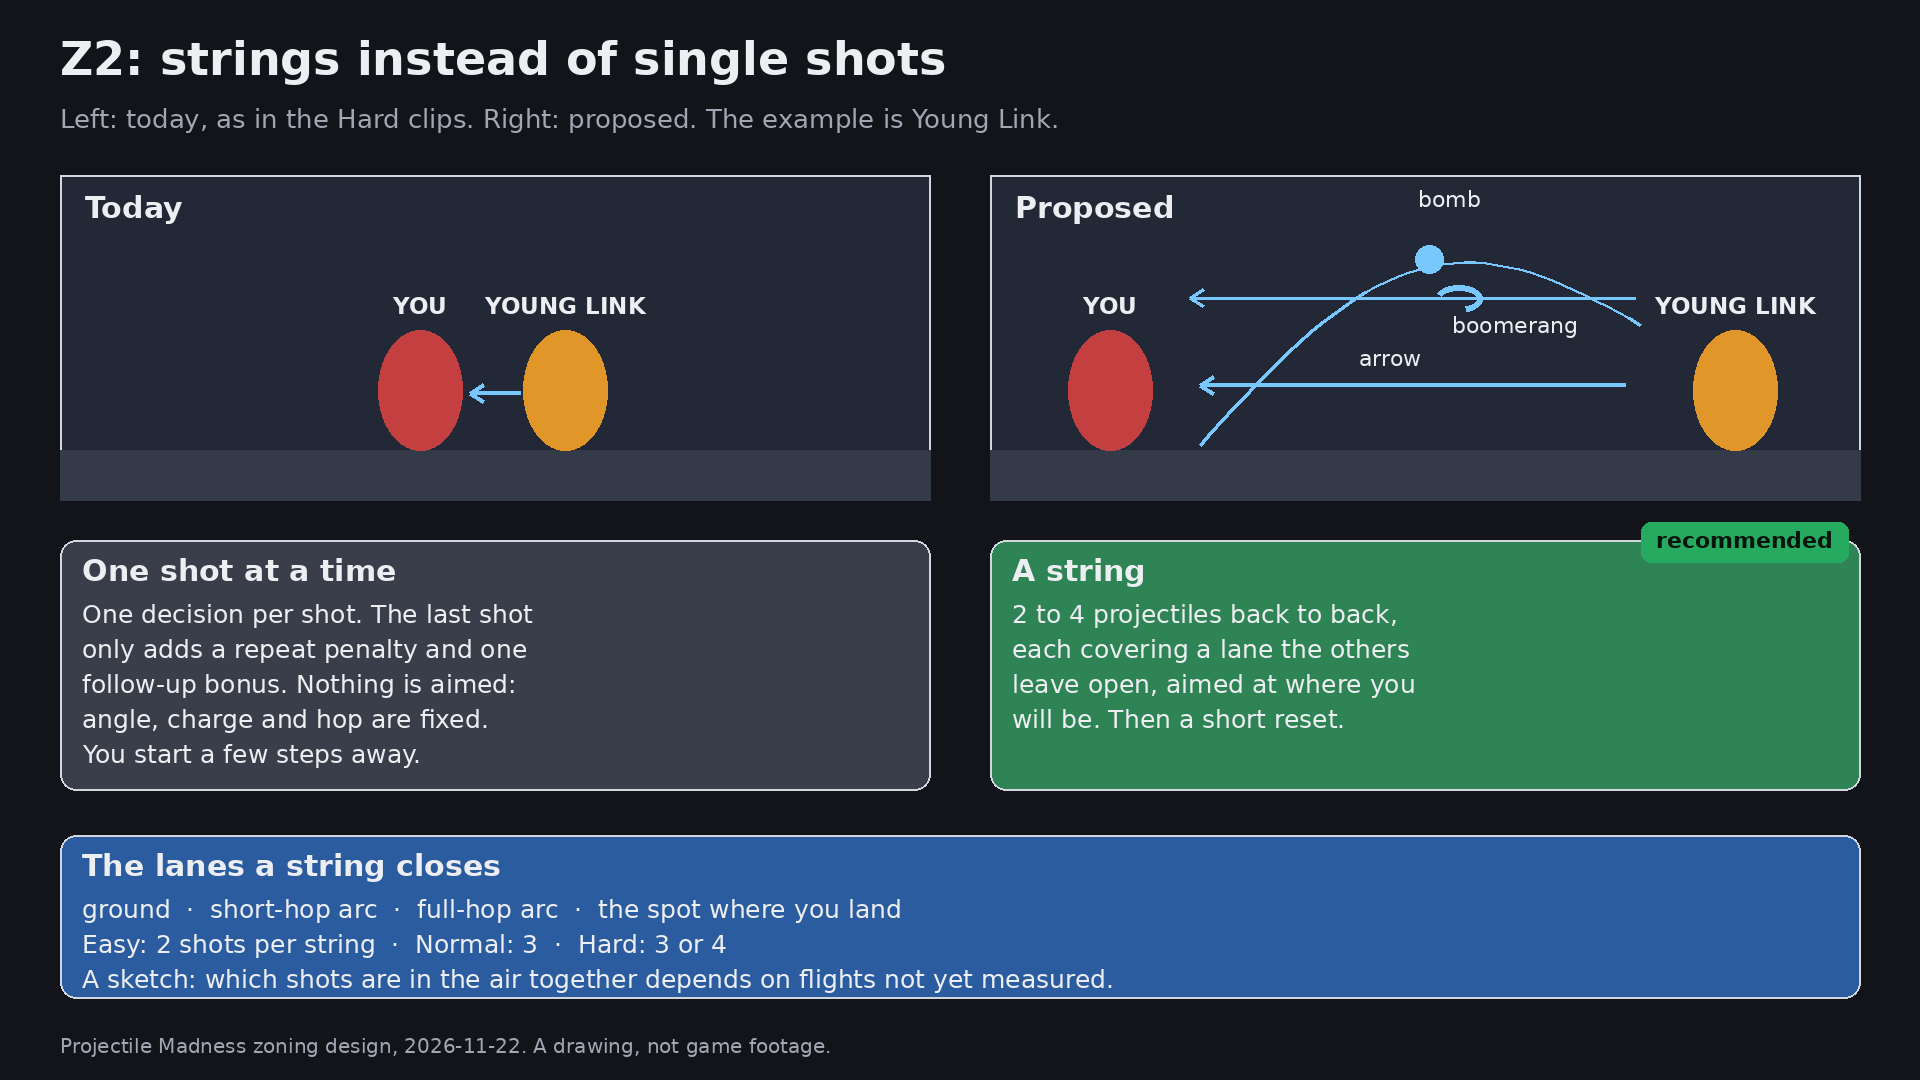 Z2: strings instead of single shots
Left: today, as in the Hard clips. Right: proposed. The example is Young Link.
Today
YOU
YOUNG LINK
Proposed
bomb
YOU
YOUNG LINK
boomerang
arrow
One shot at a time
One decision per shot. The last shot
only adds a repeat penalty and one
follow-up bonus. Nothing is aimed:
angle, charge and hop are fixed.
You start a few steps away.
recommended
A string
2 to 4 projectiles back to back,
each covering a lane the others
leave open, aimed at where you
will be. Then a short reset.
The lanes a string closes
ground · short-hop arc · full-hop arc · the spot where you land
Easy: 2 shots per string · Normal: 3 · Hard: 3 or 4
A sketch: which shots are in the air together depends on flights not yet measured.
Projectile Madness zoning design, 2026-11-22. A drawing, not game footage.